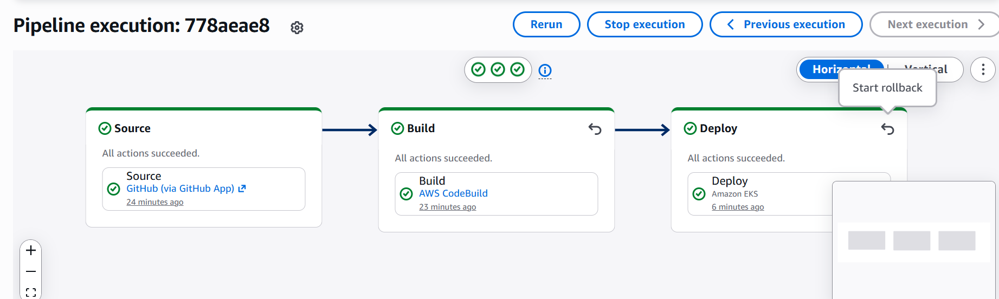 Pipeline execution: 778aeae8
Rerun
Stop execution
Previous execution
Next execution
Horizontal
Vertical
Start rollback
Source
All actions succeeded.
Source
GitHub (via GitHub App)
24 minutes ago
Build
All actions succeeded.
Build
AWS CodeBuild
23 minutes ago
Deploy
All actions succeeded.
Deploy
Amazon EKS
6 minutes ago